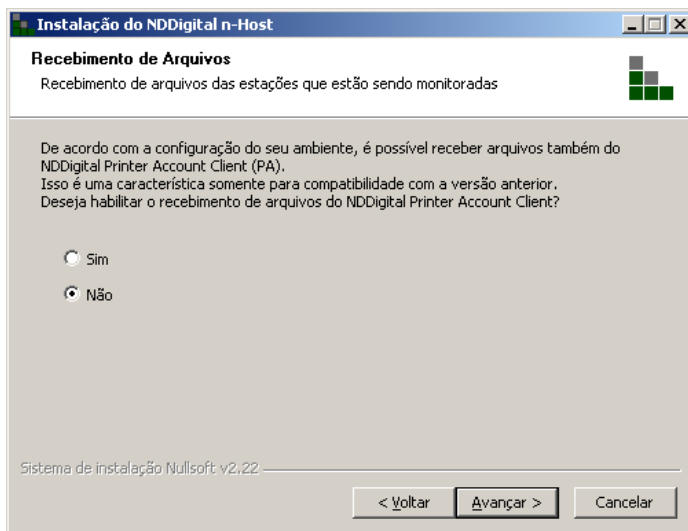 Instalação do NDDigital n-Host
Recebimento de Arquivos
Recebimento de arquivos das estações que estão sendo monitoradas
De acordo com a configuração do seu ambiente, é possível receber arquivos também do
NDDigital Printer Account Client (PA).
Isso é uma característica somente para compatibilidade com a versão anterior.
Deseja habilitar o recebimento de arquivos do NDDigital Printer Account Client?
Sim
Não
Sistema de instalação Nullsoft v2.22
< Voltar
Avançar >
Cancelar